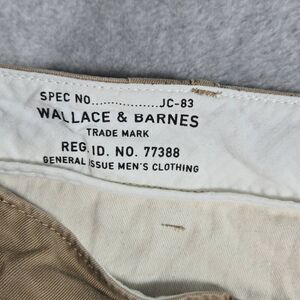 SPEC NO...............JC-83
WALLACE & BARNES
TRADE MARK
REG. ID. NO. 77388
GENERAL ISSUE MEN'S CLOTHING